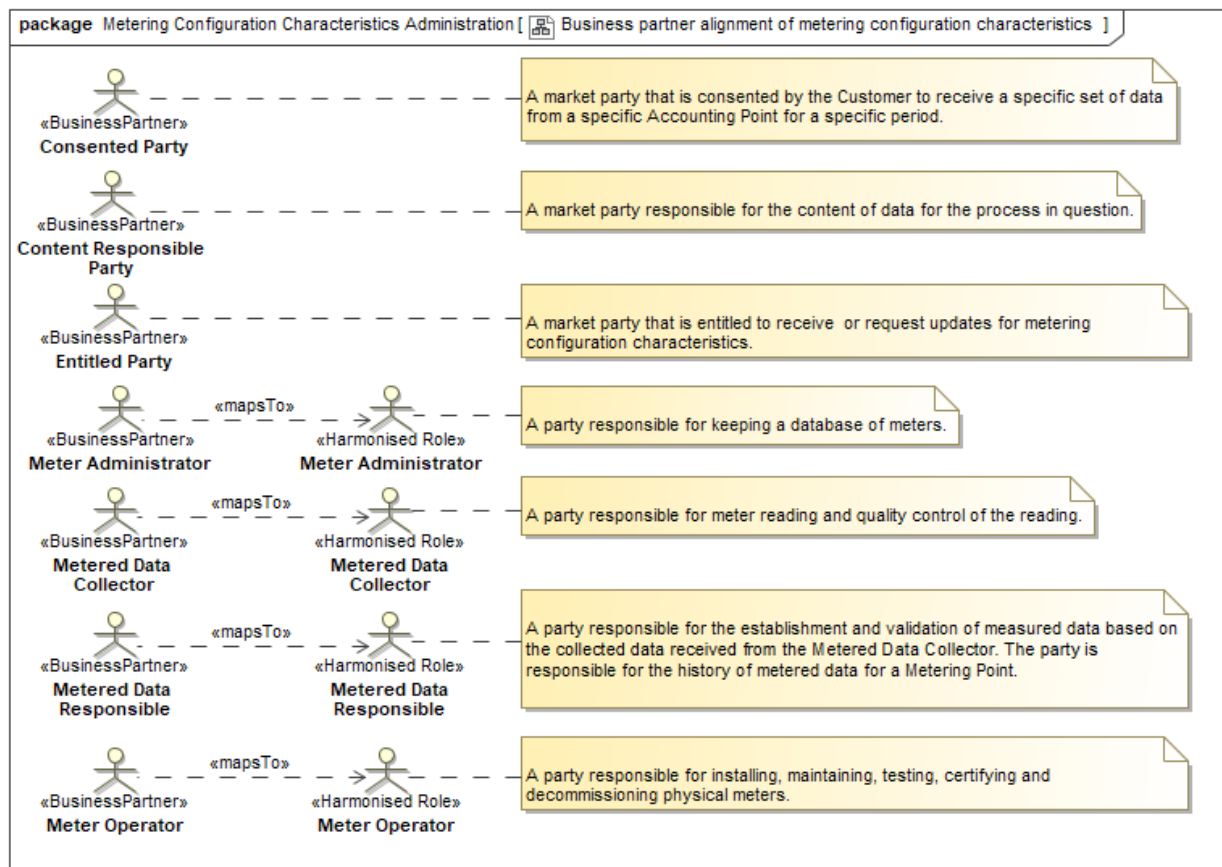 package Metering Configuration Characteristics Administration [ Business partner alignment of metering configuration characteristics ]
«BusinessPartner»
Consented Party
A market party that is consented by the Customer to receive a specific set of data
from a specific Accounting Point for a specific period.
«BusinessPartner»
Content Responsible
Party
A market party responsible for the content of data for the process in question.
«BusinessPartner»
Entitled Party
A market party that is entitled to receive or request updates for metering
configuration characteristics.
«mapsTo»
«BusinessPartner»
Meter Administrator
«Harmonised Role»
Meter Administrator
A party responsible for keeping a database of meters.
«mapsTo»
«BusinessPartner»
Metered Data
Collector
«Harmonised Role»
Metered Data
Collector
A party responsible for meter reading and quality control of the reading.
«mapsTo»
«BusinessPartner»
Metered Data
Responsible
«Harmonised Role»
Metered Data
Responsible
A party responsible for the establishment and validation of measured data based on
the collected data received from the Metered Data Collector. The party is
responsible for the history of metered data for a Metering Point.
«mapsTo»
«BusinessPartner»
Meter Operator
«Harmonised Role»
Meter Operator
A party responsible for installing, maintaining, testing, certifying and
decommissioning physical meters.